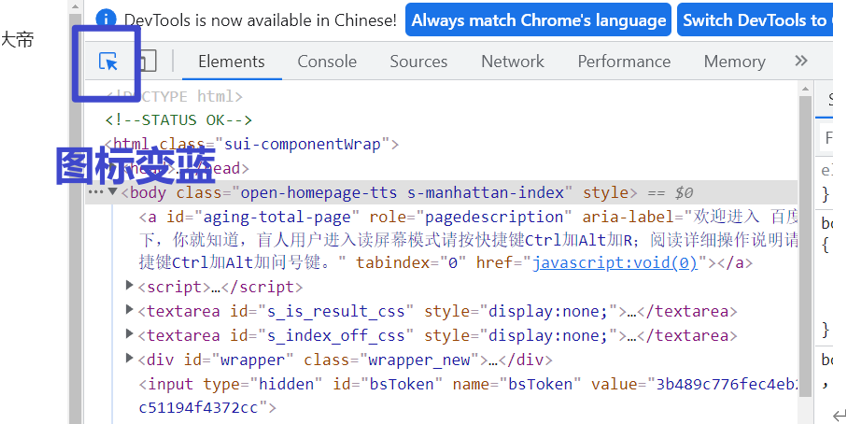 DevTools is now available in Chinese! Always match Chrome's language Switch DevTools to
大帝
Elements Console Sources Network Performance Memory »
<!DOCTYPE html>
<!--STATUS OK-->
<html class="sui-componentWrap">
<head>…</head>
图标变蓝
<body class="open-homepage-tts s-manhattan-index" style> == $0
<a id="aging-total-page" role="pagedescription" aria-label="欢迎进入 百度
下，你就知道，盲人用户进入读屏幕模式请按快捷键Ctrl加Alt加R；阅读详细操作说明请
捷键Ctrl加Alt加问号键。" tabindex="0" href="javascript:void(0)"></a>
<script>…</script>
<textarea id="s_is_result_css" style="display:none;">…</textarea>
<textarea id="s_index_off_css" style="display:none;">…</textarea>
<div id="wrapper" class="wrapper_new">…</div>
<input type="hidden" id="bsToken" name="bsToken" value="3b489c776fec4eb
c51194f4372cc">
F
}
bo
{
}
bo
,